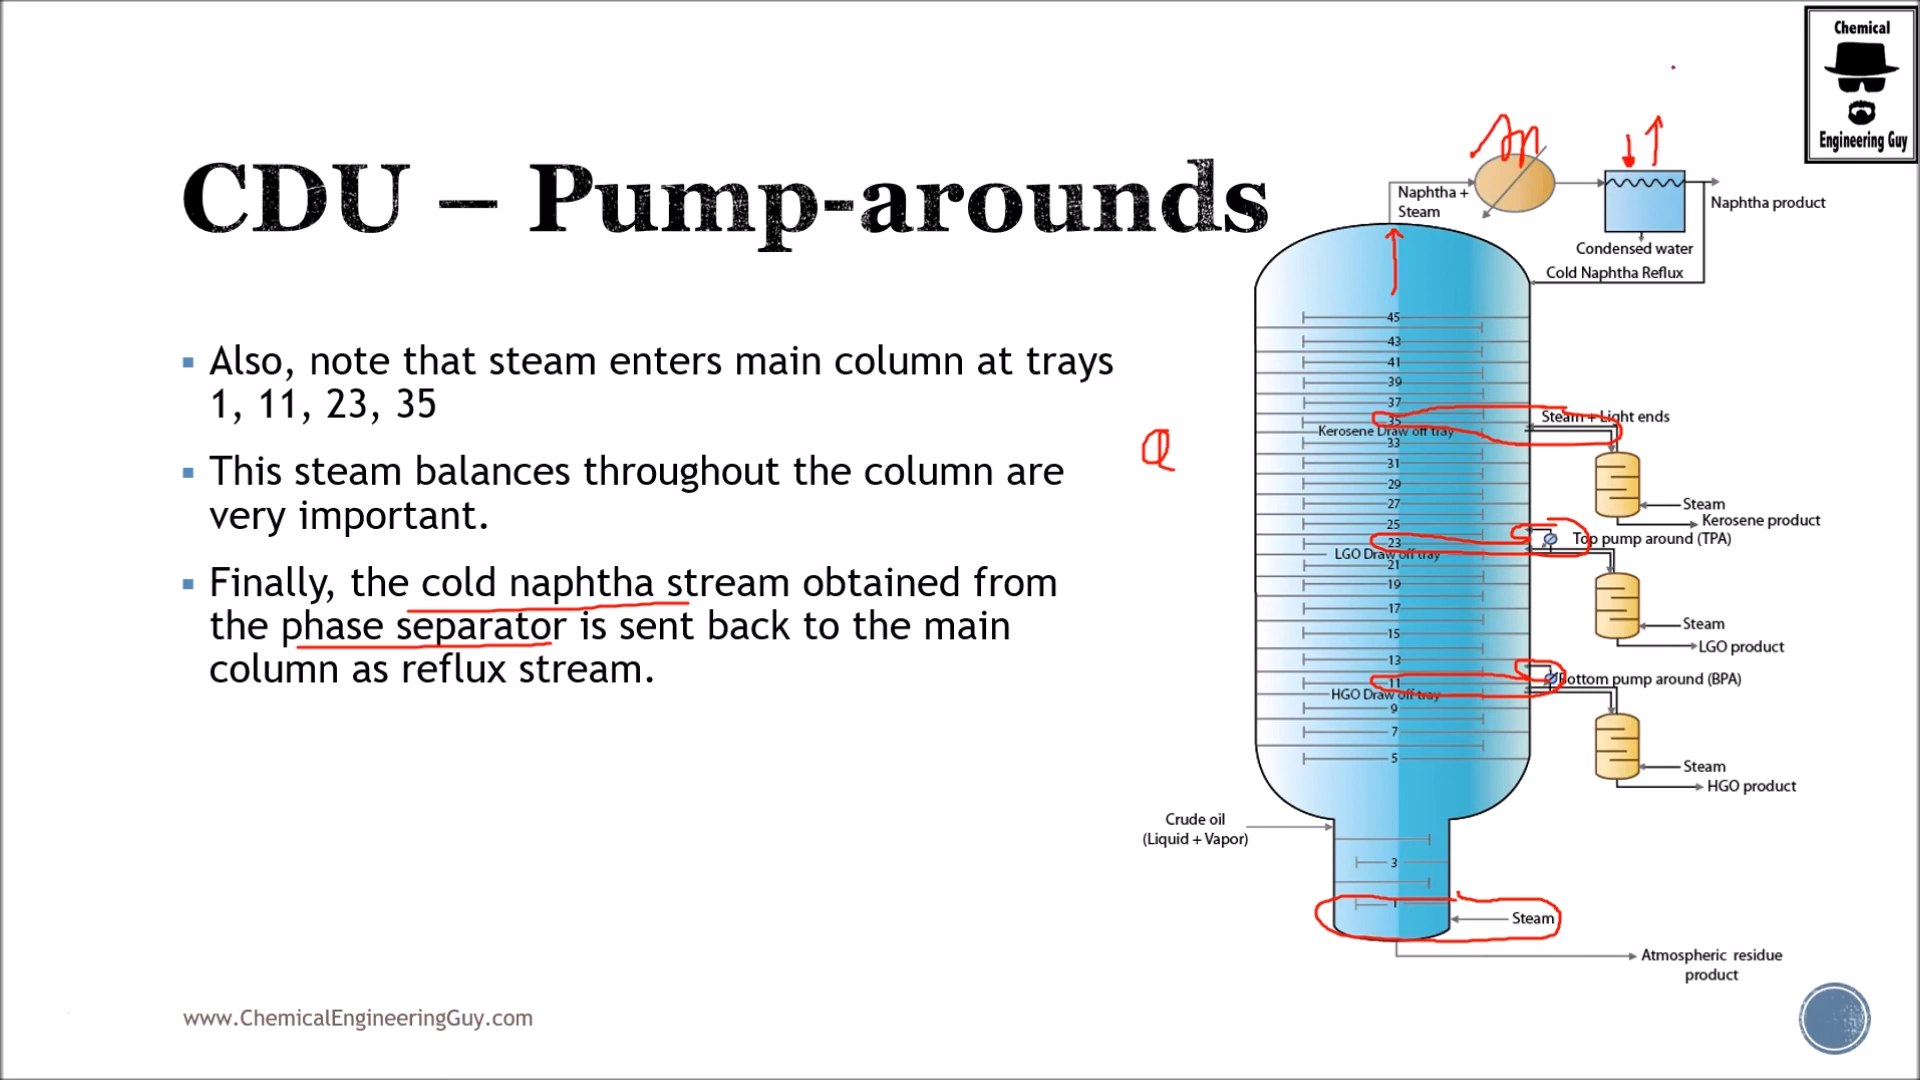 Chemical
Engineering Guy
CDU – Pump-arounds
Also, note that steam enters main column at trays
1, 11, 23, 35
This steam balances throughout the column are
very important.
Finally, the cold naphtha stream obtained from
the phase separator is sent back to the main
column as reflux stream.
www.ChemicalEngineeringGuy.com
Naphtha +
Steam
Naphtha product
Condensed water
Cold Naphtha Reflux
45
43
41
39
37
35
Steam + Light ends
Kerosene Draw off tray
33
31
29
27
25
Steam
Kerosene product
23
Top pump around (TPA)
LGO Draw off tray
21
19
17
15
13
Steam
LGO product
11
Bottom pump around (BPA)
HGO Draw off tray
9
7
5
Steam
HGO product
Crude oil
(Liquid + Vapor)
3
1
Steam
Atmospheric residue
product